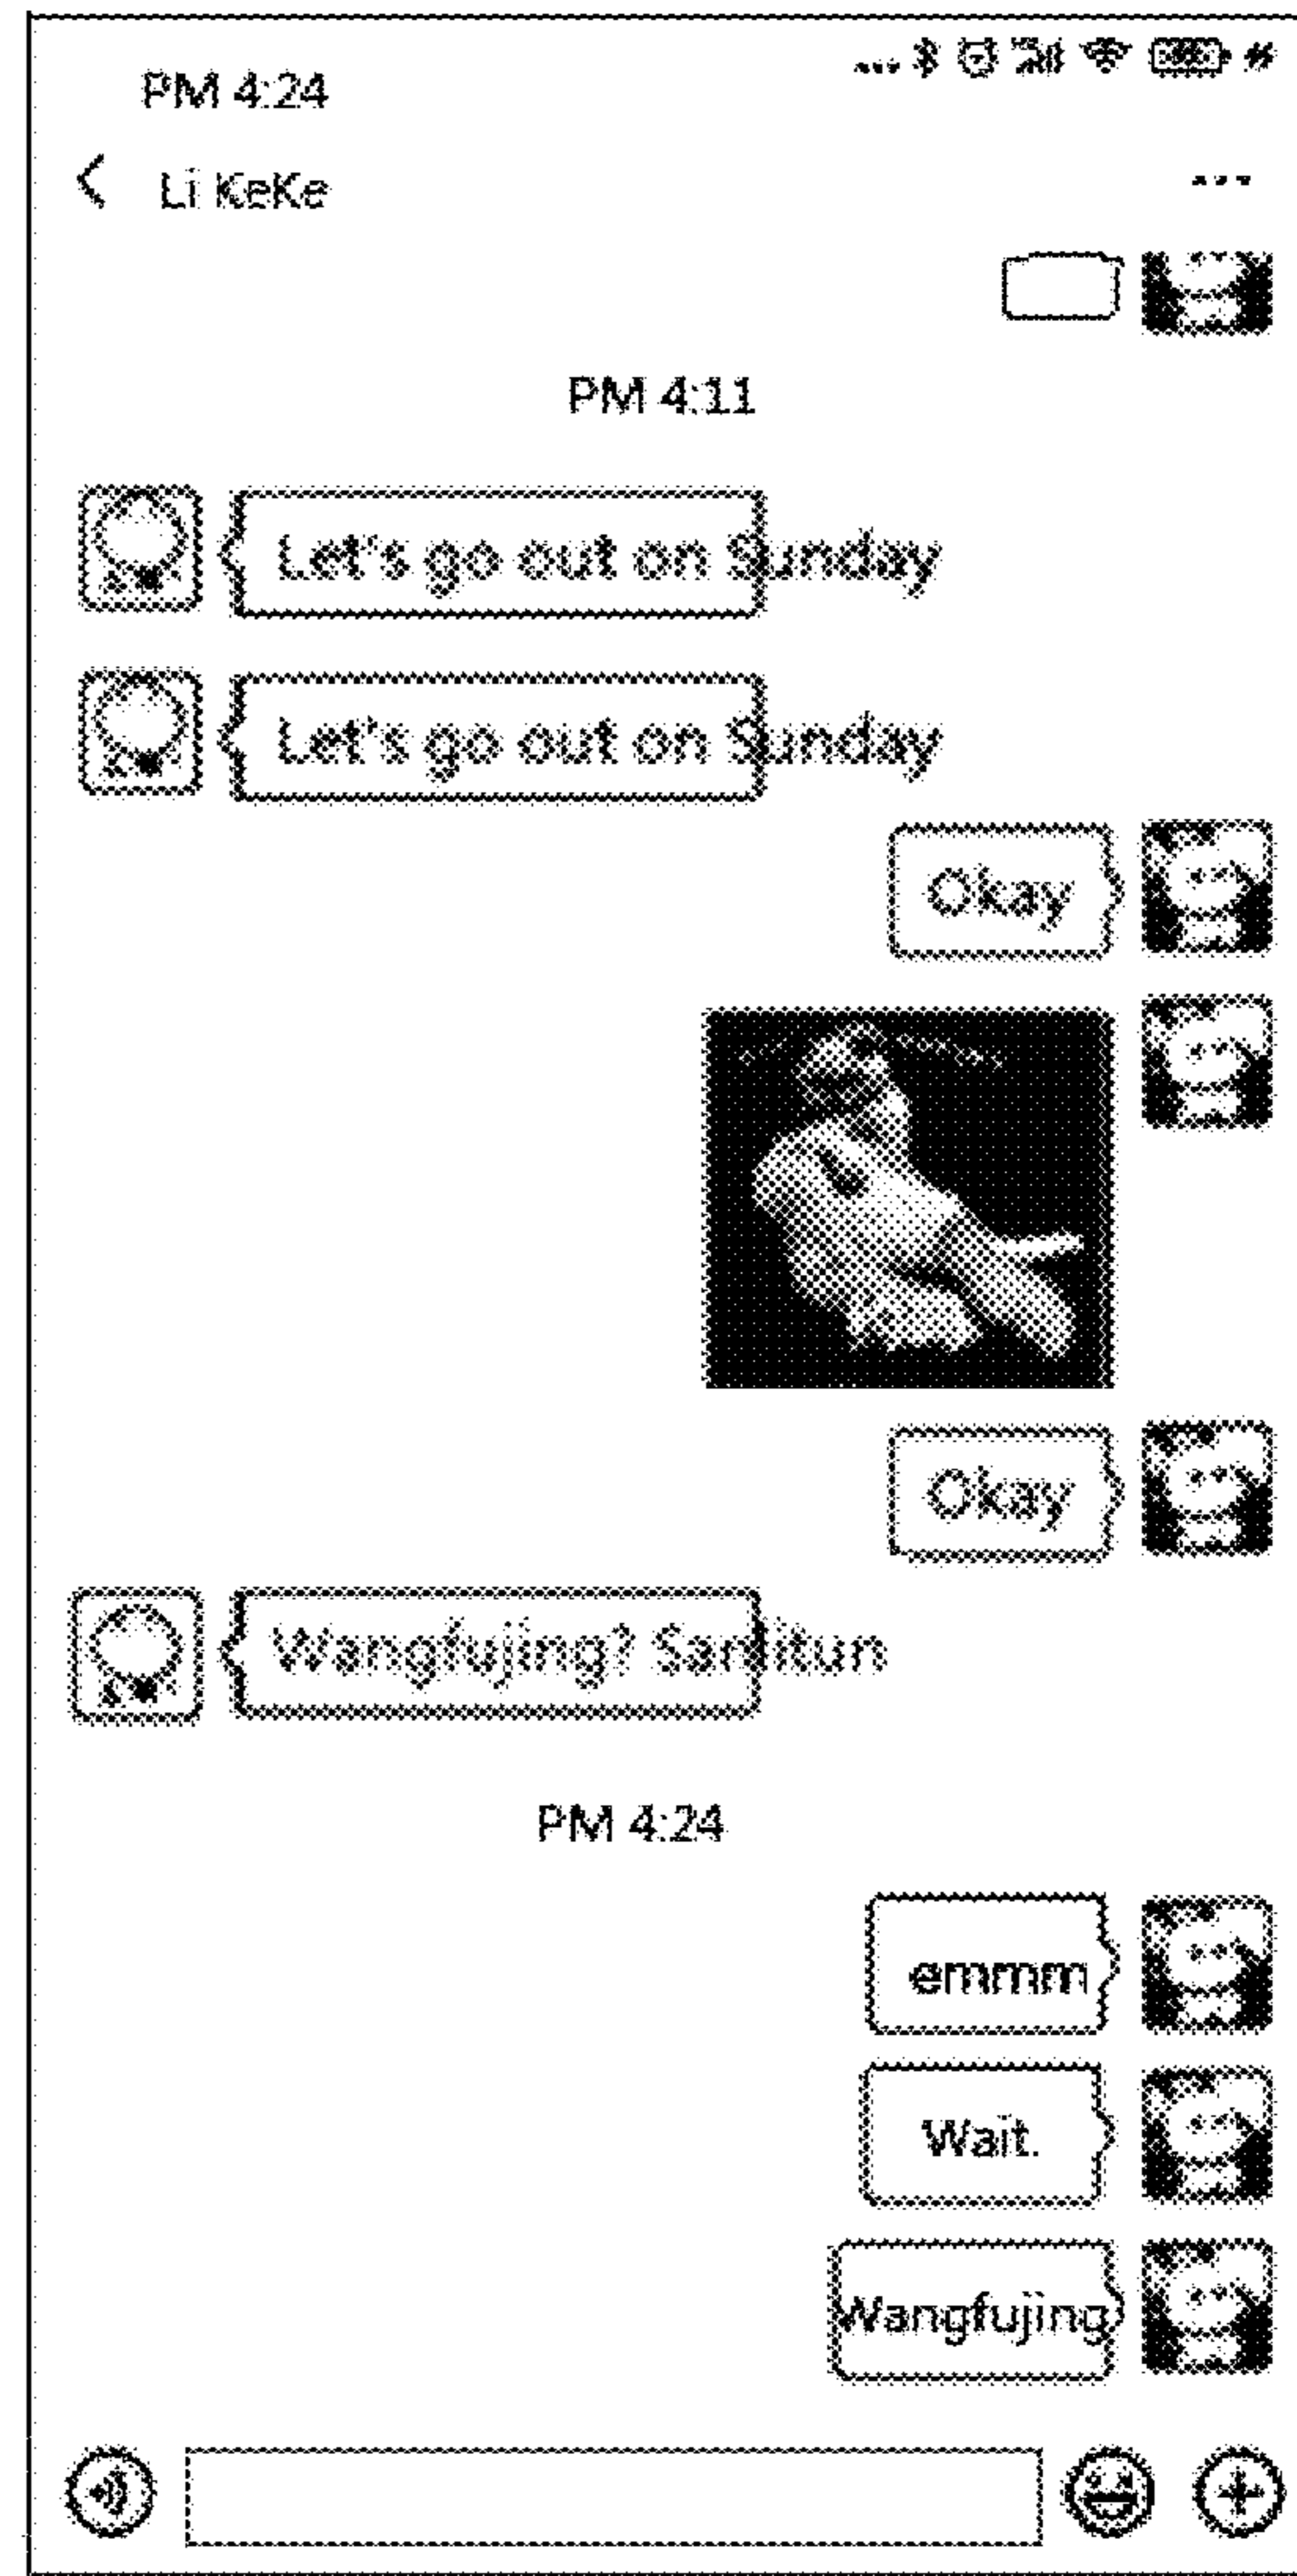 PM 4:24
Li KeKe
PM 4:11
Let's go out on Sunday
Let's go out on Sunday
Okay
Okay
Wangfujing? Sanlitun
PM 4:24
emmm
Wait.
Wangfujing